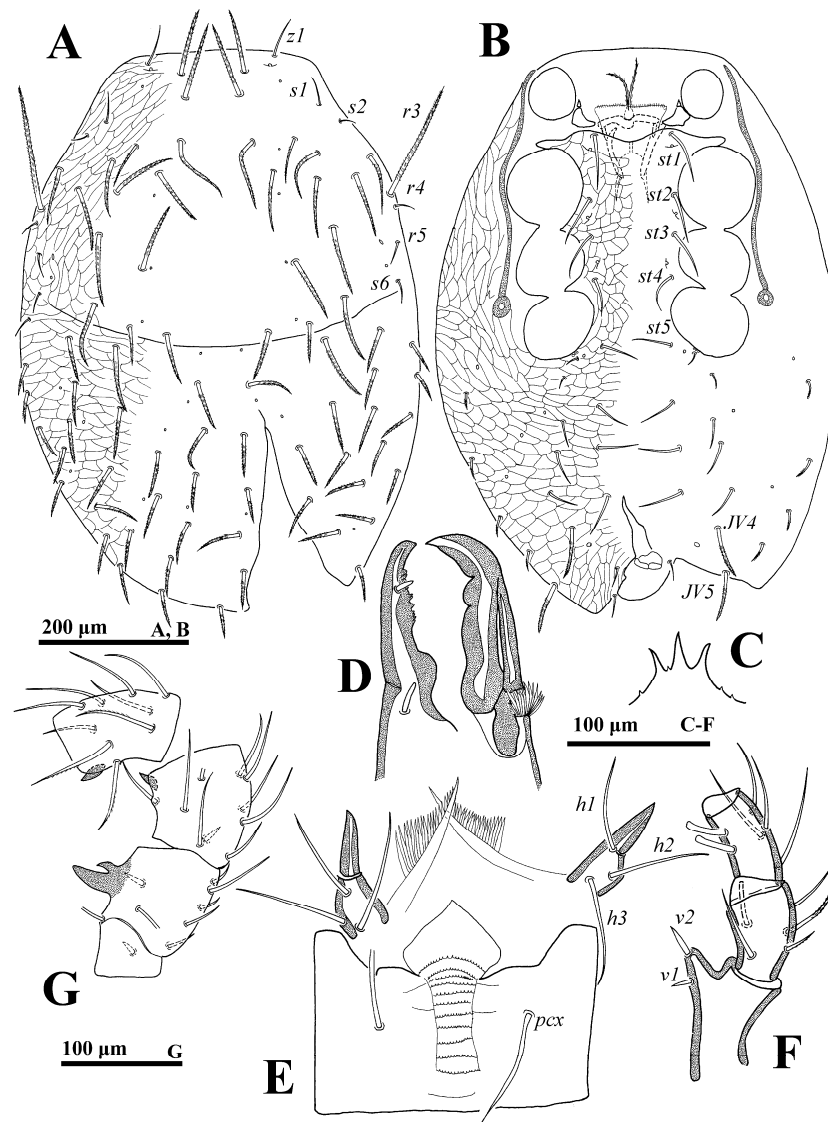 A
z1
s1
s2
r3
r4
r5
s6
200 µm A, B
B
st1
st2
st3
st4
st5
JV4
JV5
C
100 µm C-F
D
E
h1
h2
h3
pcx
F
v2
v1
G
100 µm G